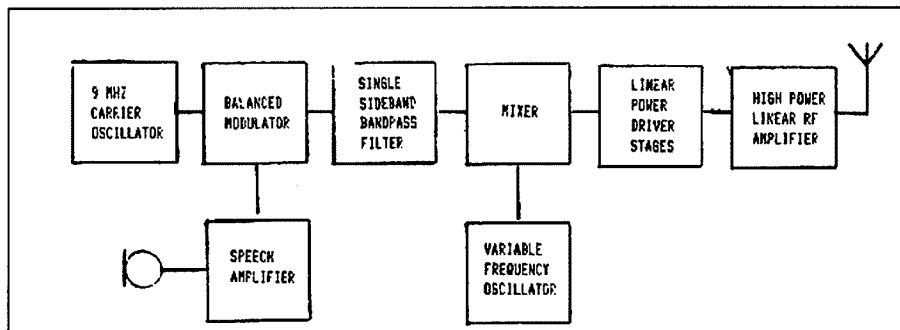 9 MHZ
CARRIER
OSCILLATOR
BALANCED
MODULATOR
SINGLE
SIDEBAND
BANDPASS
FILTER
MIXER
LINEAR
POWER
DRIVER
STAGES
HIGH POWER
LINEAR RF
AMPLIFIER
SPEECH
AMPLIFIER
VARIABLE
FREQUENCY
OSCILLATOR